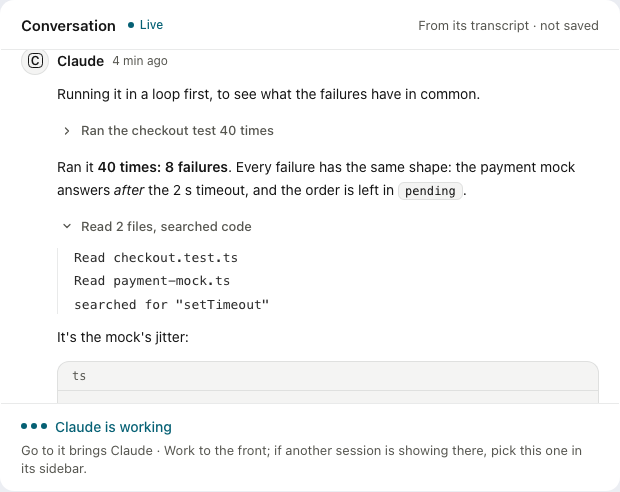 Conversation • Live From its transcript · not saved
C Claude 4 min ago
Running it in a loop first, to see what the failures have in common.
Ran the checkout test 40 times
Ran it 40 times: 8 failures. Every failure has the same shape: the payment mock
answers after the 2 s timeout, and the order is left in pending.
Read 2 files, searched code
Read checkout.test.ts
Read payment-mock.ts
searched for "setTimeout"
It's the mock's jitter:
ts
Claude is working
Go to it brings Claude · Work to the front; if another session is showing there, pick this one in
its sidebar.